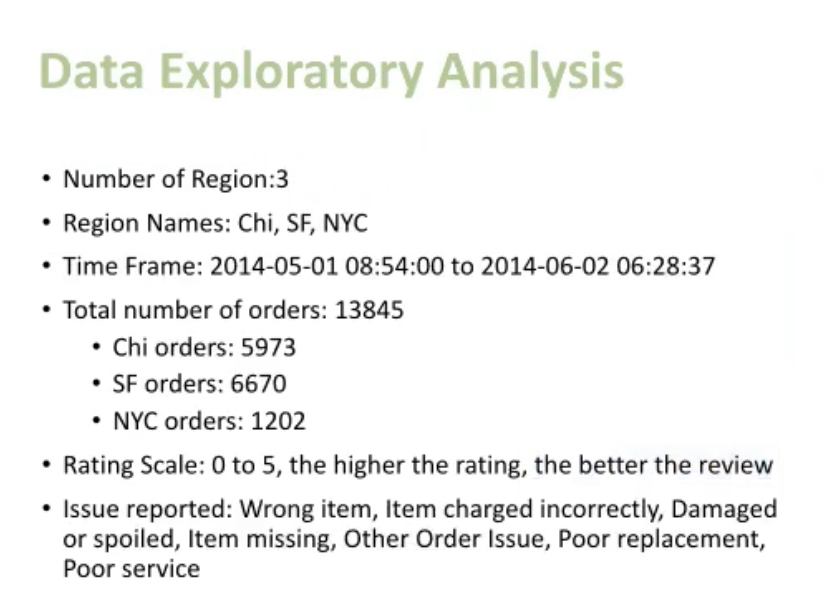 Data Exploratory Analysis
• Number of Region:3
• Region Names: Chi, SF, NYC
• Time Frame: 2014-05-01 08:54:00 to 2014-06-02 06:28:37
• Total number of orders: 13845
• Chi orders: 5973
• SF orders: 6670
• NYC orders: 1202
• Rating Scale: 0 to 5, the higher the rating, the better the review
• Issue reported: Wrong item, Item charged incorrectly, Damaged
or spoiled, Item missing, Other Order Issue, Poor replacement,
Poor service